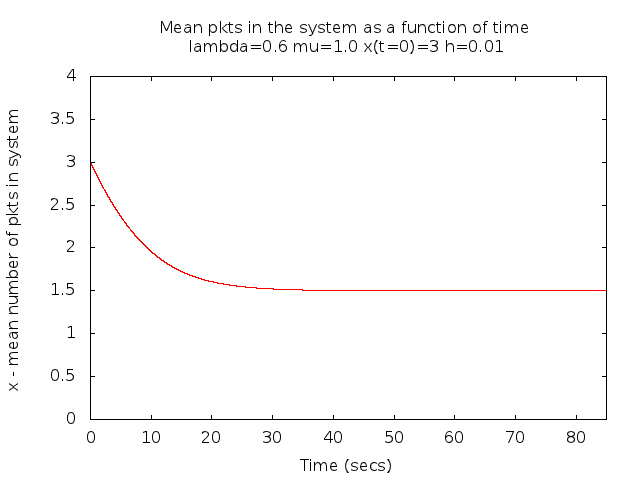 Mean pkts in the system as a function of time
lambda=0.6 mu=1.0 x(t=0)=3 h=0.01
4
3.5
3
2.5
2
1.5
1
0.5
0
x - mean number of pkts in system
0 10 20 30 40 50 60 70 80
Time (secs)